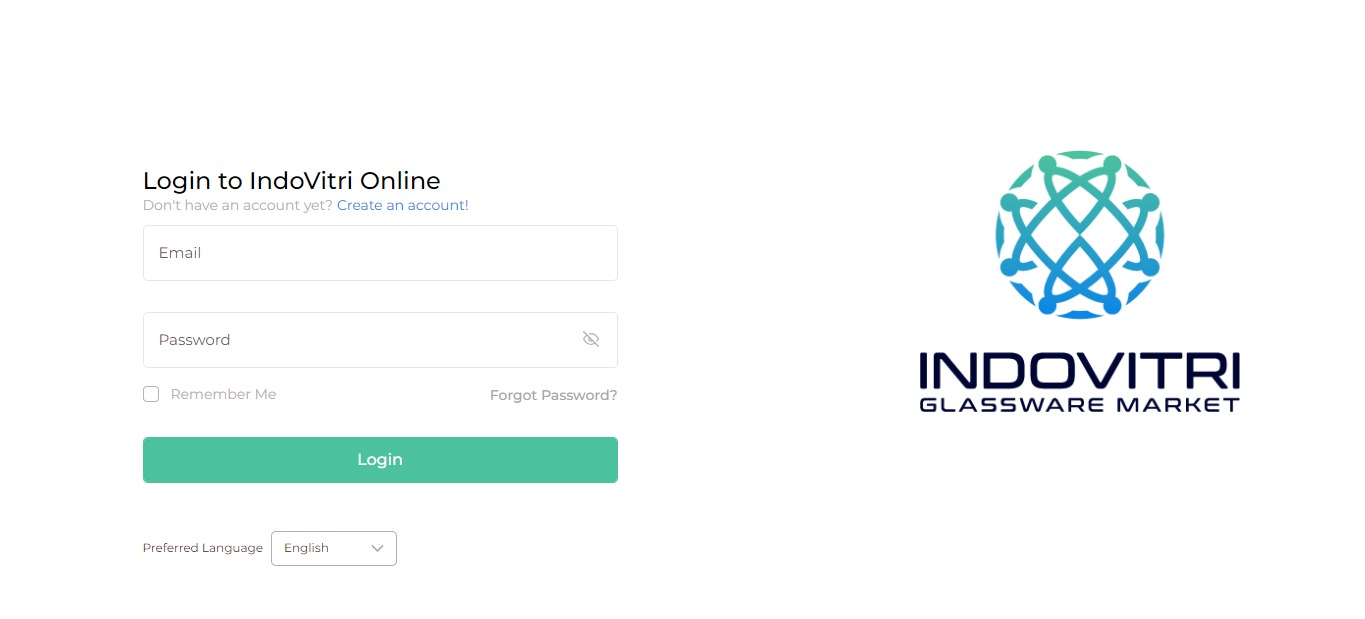 Login to IndoVitri Online
Don't have an account yet? Create an account!
Email
Password
Remember Me
Forgot Password?
Login
Preferred Language
English
INDOVITRI
GLASSWARE MARKET